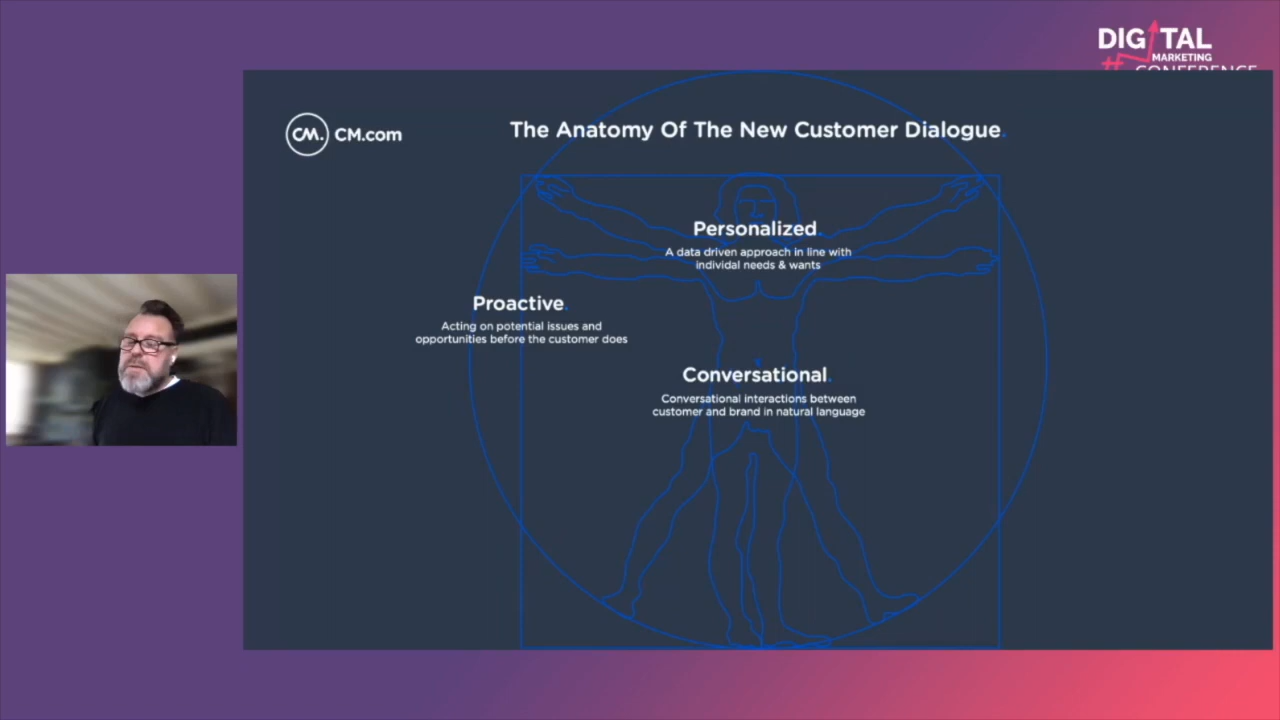 DIGITAL
MARKETING
#CONFERENCE
CM. CM.com
The Anatomy Of The New Customer Dialogue.
Personalized.
A data driven approach in line with
individal needs & wants
Proactive.
Acting on potential issues and
opportunities before the customer does
Conversational.
Conversational interactions between
customer and brand in natural language